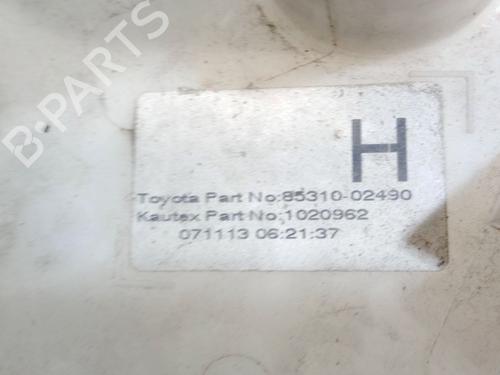 B-PARTS
H
Toyota Part No:85310-02490
Kautex Part No:1020962
071113 06:21:37